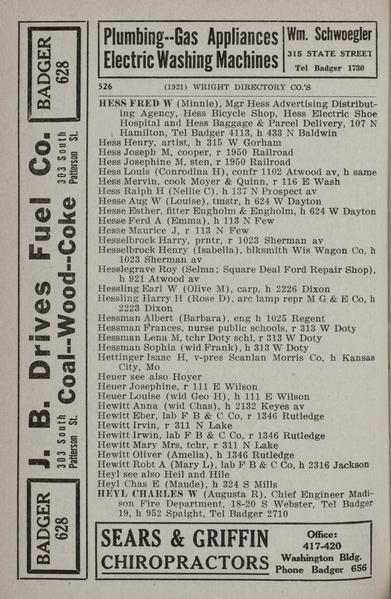 Plumbing--Gas Appliances
Electric Washing Machines
Wm. Schwoegler
315 STATE STREET
Tel Badger 1730
BADGER
628
J. B. Drives Fuel Co.
303 South
Patterson St.
Coal--Wood--Coke
303 South
Patterson St.
BADGER
628
526 (1921) WRIGHT DIRECTORY CO.'S
HESS FRED W (Minnie), Mgr Hess Advertising Distribut-
ing Agency, Hess Bicycle Shop, Hess Electric Shoe
Hospital and Hess Baggage & Parcel Delivery, 107 N
Hamilton, Tel Badger 4113, h 433 N Baldwin
Hess Henry, artist, h 315 W Gorham
Hess Joseph M, cooper, r 1950 Railroad
Hess Josephine M, sten, r 1950 Railroad
Hess Louis (Conrodina H), confr 1102 Atwood av, h same
Hess Mervin, cook Moyer & Quinn, r 116 E Wash
Hess Ralph H (Nellie C), h 137 N Prospect av
Hesse Aug W (Louise), tmstr, h 624 W Dayton
Hesse Esther, fitter Engholm & Engholm, h 624 W Dayton
Hesse Ferd A (Emma), h 113 N Few
Hesse Maurice J, r 113 N Few
Hesselbrock Harry, prntr, r 1023 Sherman av
Hesselbrock Henry (Isabella), blksmith Wis Wagon Co, h
1023 Sherman av
Hesslegrave Roy (Selma; Square Deal Ford Repair Shop),
h 921 Atwood av
Hessling Earl W (Olive M), carp, h 2226 Dixon
Hessling Harry H (Rose D), arc lamp repr M G & E Co, h
2223 Dixon
Hessman Albert (Barbara), eng h 1025 Regent
Hessman Frances, nurse public schools, r 313 W Doty
Hessman Lena M, tchr Doty schl, r 313 W Doty
Hessman Sophia (wid Frank), h 313 W Doty
Hettinger Isaac H, v-pres Scanlan Morris Co, h Kansas
City, Mo
Heuer see also Hoyer
Heuer Josephine, r 111 E Wilson
Heuer Louise (wid Geo H), h 111 E Wilson
Hewitt Anna (wid Chas), h 2132 Keyes av
Hewitt Eber, lab F B & C Co, r 1346 Rutledge
Hewitt Irvin, r 311 N Lake
Hewitt Irwin, lab F B & C Co, r 1346 Rutledge
Hewitt Mary Mrs, tchr, r 311 N Lake
Hewitt Oliver (Amelia), h 1346 Rutledge
Hewitt Robt A (Mary L), lab F B & C Co, h 2316 Jackson
Heyl see also Heil and Hile
Heyl Chas E (Maude), h 324 S Mills
HEYL CHARLES W (Augusta R), Chief Engineer Madi-
son Fire Department, 18-20 S Webster, Tel Badger
19, h 952 Spaight, Tel Badger 2710
SEARS & GRIFFIN
CHIROPRACTORS
Office:
417-420
Washington Bldg.
Phone Badger 656